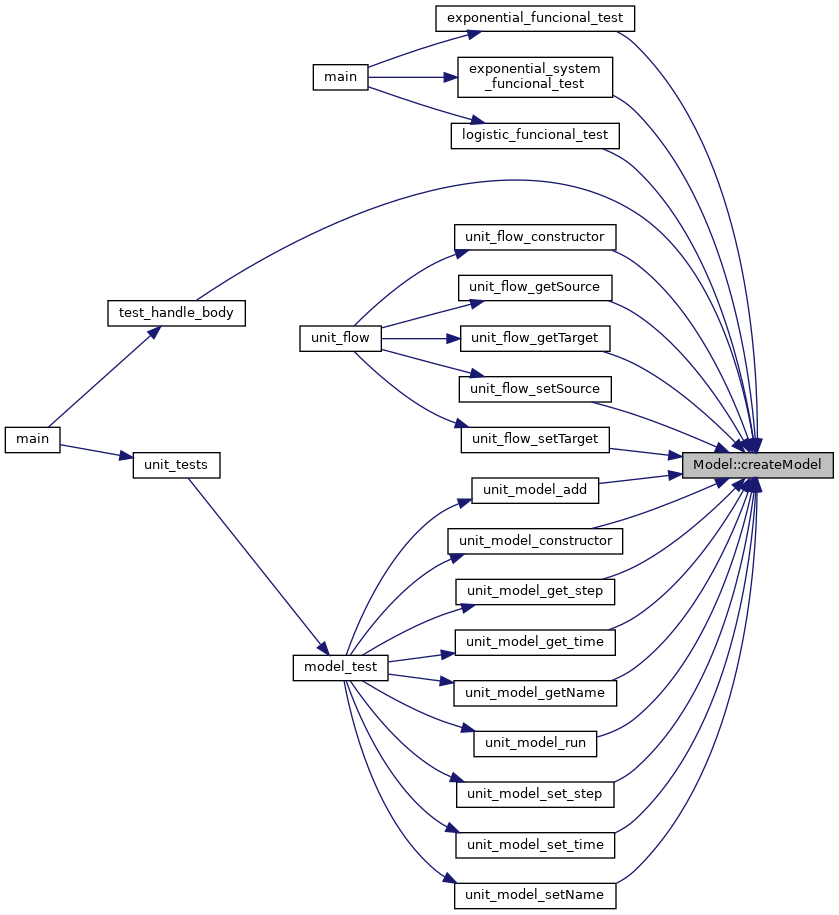 exponential_funcional_test
main
exponential_system
_funcional_test
logistic_funcional_test
unit_flow_constructor
unit_flow_getSource
test_handle_body
unit_flow
unit_flow_getTarget
unit_flow_setSource
main
unit_flow_setTarget
unit_tests
Model::createModel
unit_model_add
unit_model_constructor
unit_model_get_step
unit_model_get_time
model_test
unit_model_getName
unit_model_run
unit_model_set_step
unit_model_set_time
unit_model_setName